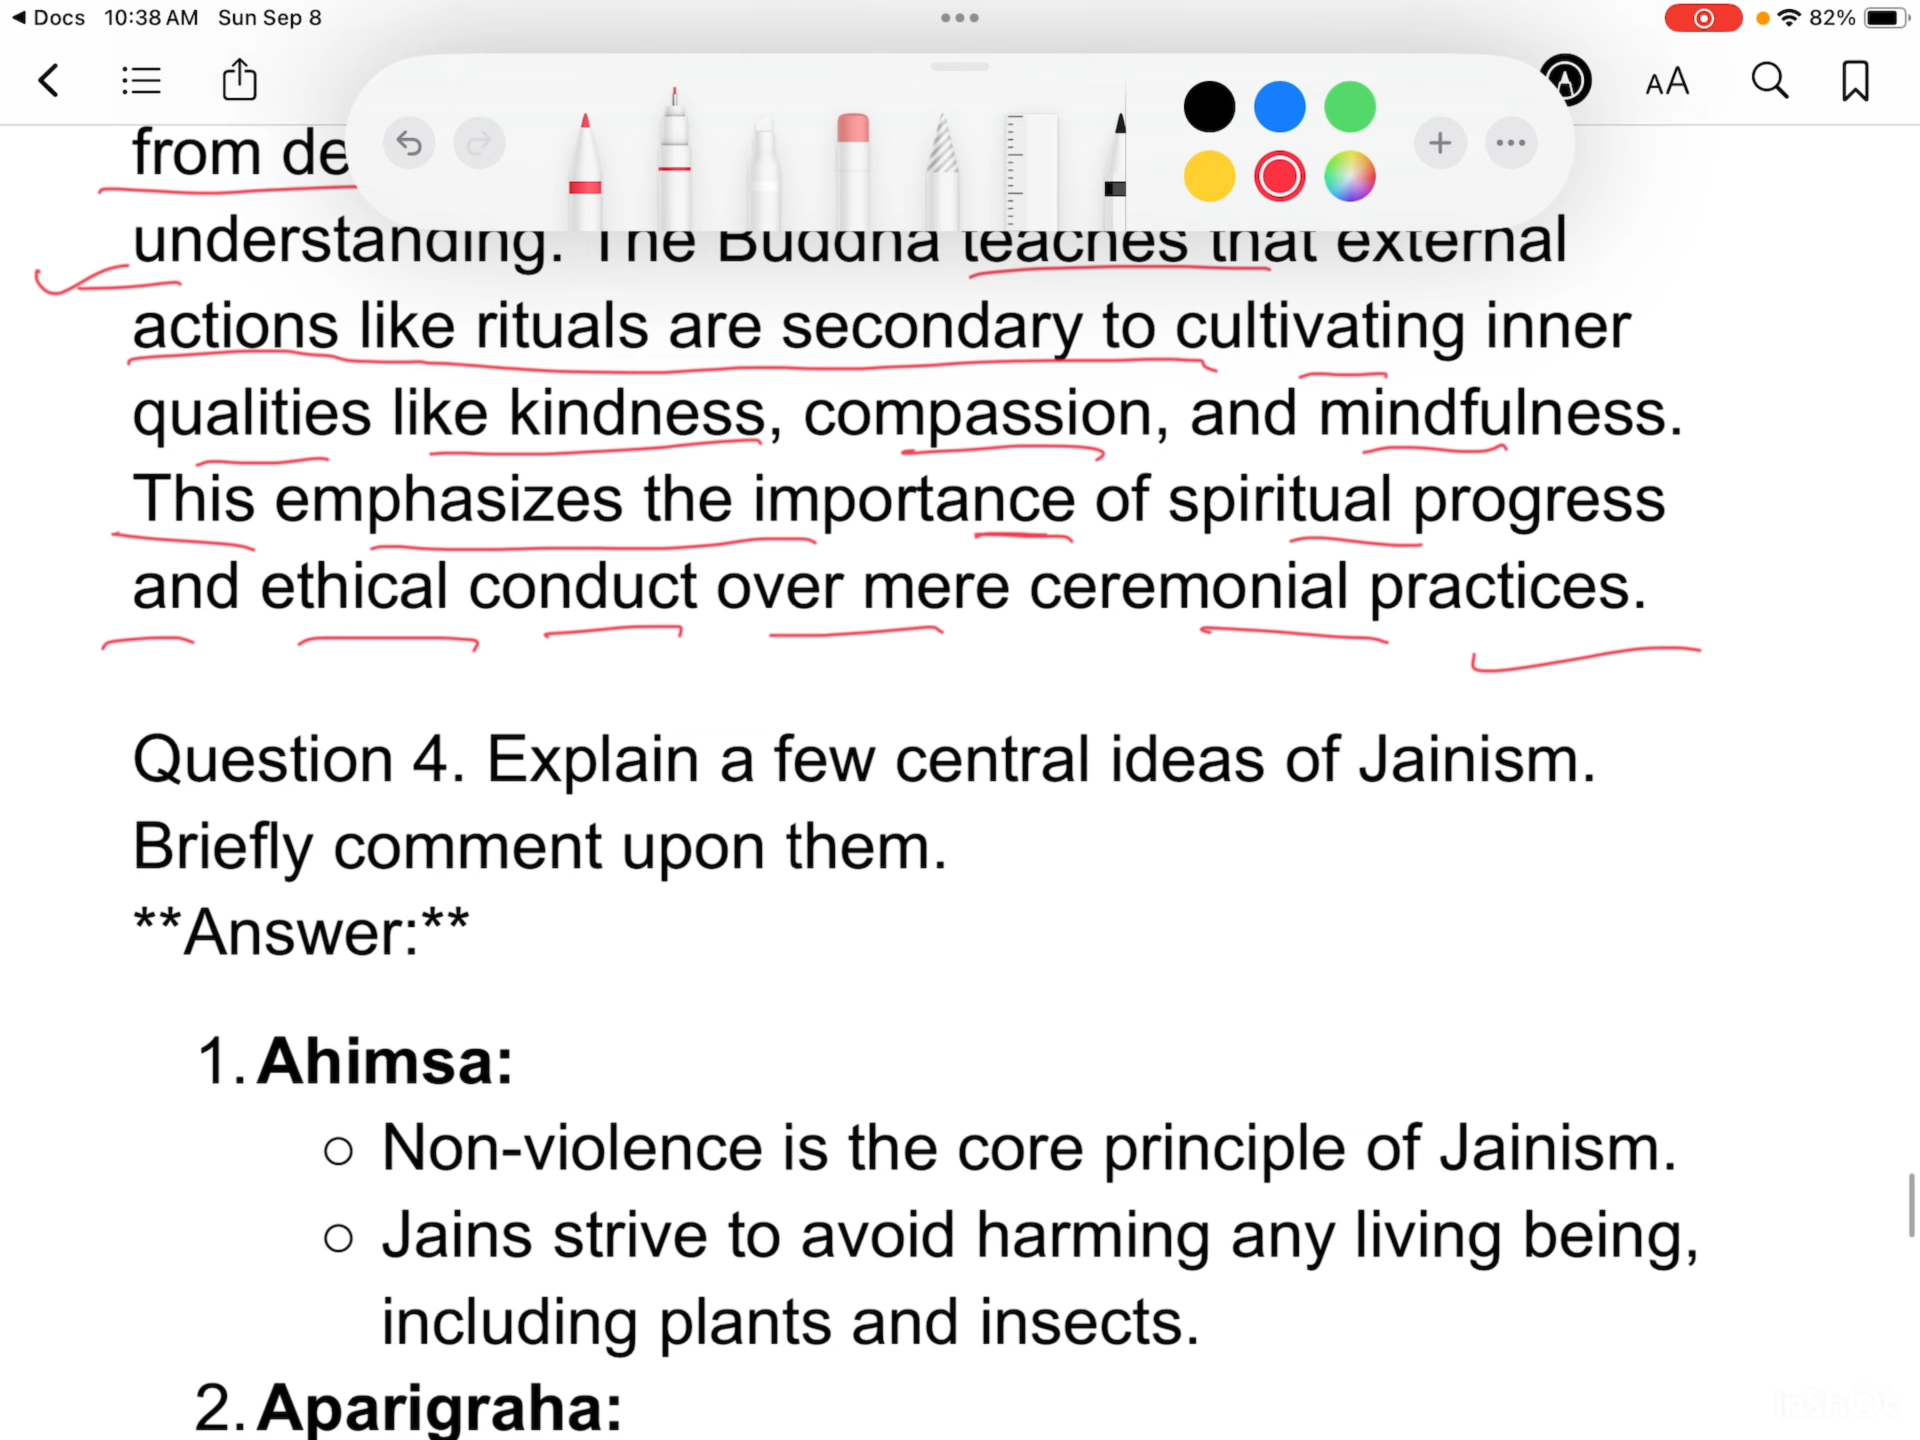 Docs 10:38 AM Sun Sep 8
82%
AA
from de
understanding. The Buddha teaches that external
actions like rituals are secondary to cultivating inner
qualities like kindness, compassion, and mindfulness.
This emphasizes the importance of spiritual progress
and ethical conduct over mere ceremonial practices.
Question 4. Explain a few central ideas of Jainism.
Briefly comment upon them.
**Answer:**
1. Ahimsa:
○ Non-violence is the core principle of Jainism.
○ Jains strive to avoid harming any living being,
including plants and insects.
2. Aparigraha: